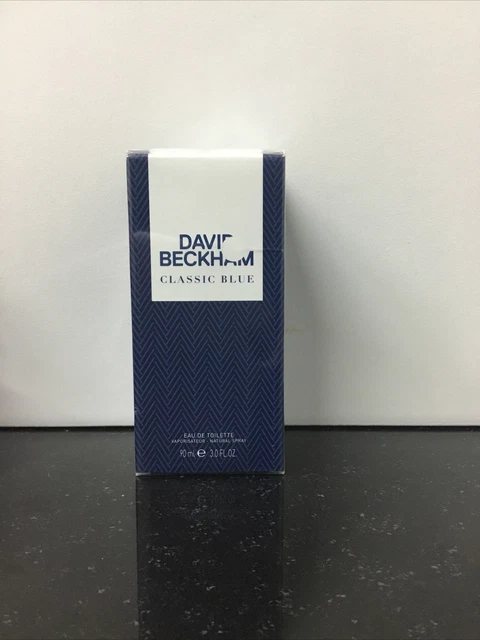 DAVID
BECKHAM
CLASSIC BLUE
EAU DE TOILETTE
VAPORISATEUR - NATURAL SPRAY
90 ml e 3.0 FL.OZ.